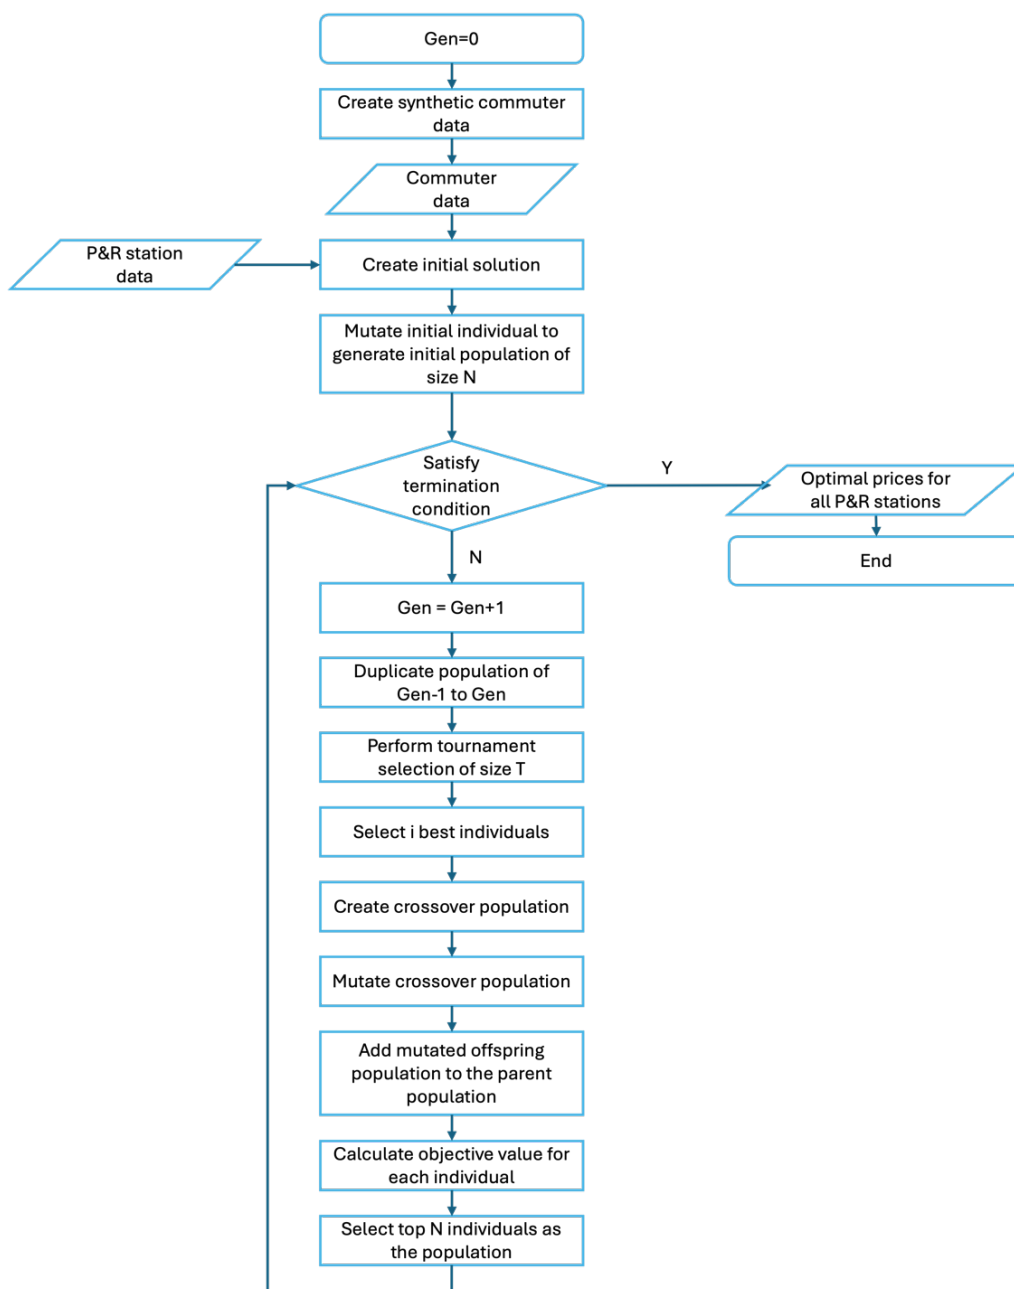 Gen=0
Create synthetic commuter
data
Commuter
data
P&R station
data
Create initial solution
Mutate initial individual to
generate initial population of
size N
Satisfy
termination
condition
Y
Optimal prices for
all P&R stations
End
N
Gen = Gen+1
Duplicate population of
Gen-1 to Gen
Perform tournament
selection of size T
Select i best individuals
Create crossover population
Mutate crossover population
Add mutated offspring
population to the parent
population
Calculate objective value for
each individual
Select top N individuals as
the population